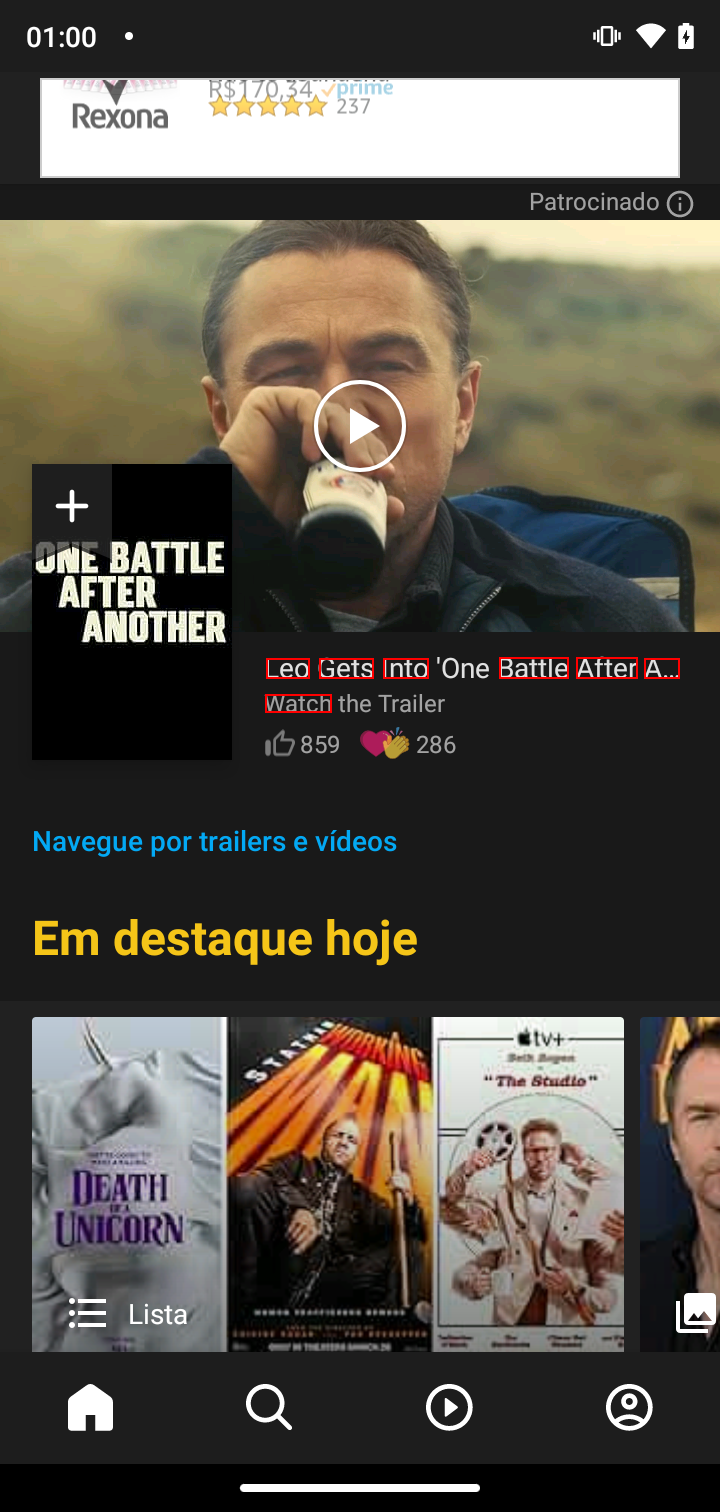 01:00
R$170,34 prime
Rexona
237
Patrocinado
ONE BATTLE
AFTER
ANOTHER
Leo Gets Into 'One Battle After A...
Watch the Trailer
859 286
Navegue por trailers e vídeos
Em destaque hoje
STATHAM
WORKING
MAN
tv+
Seth Rogen
"The Studio"
DEATH
OF A
UNICORN
Lista